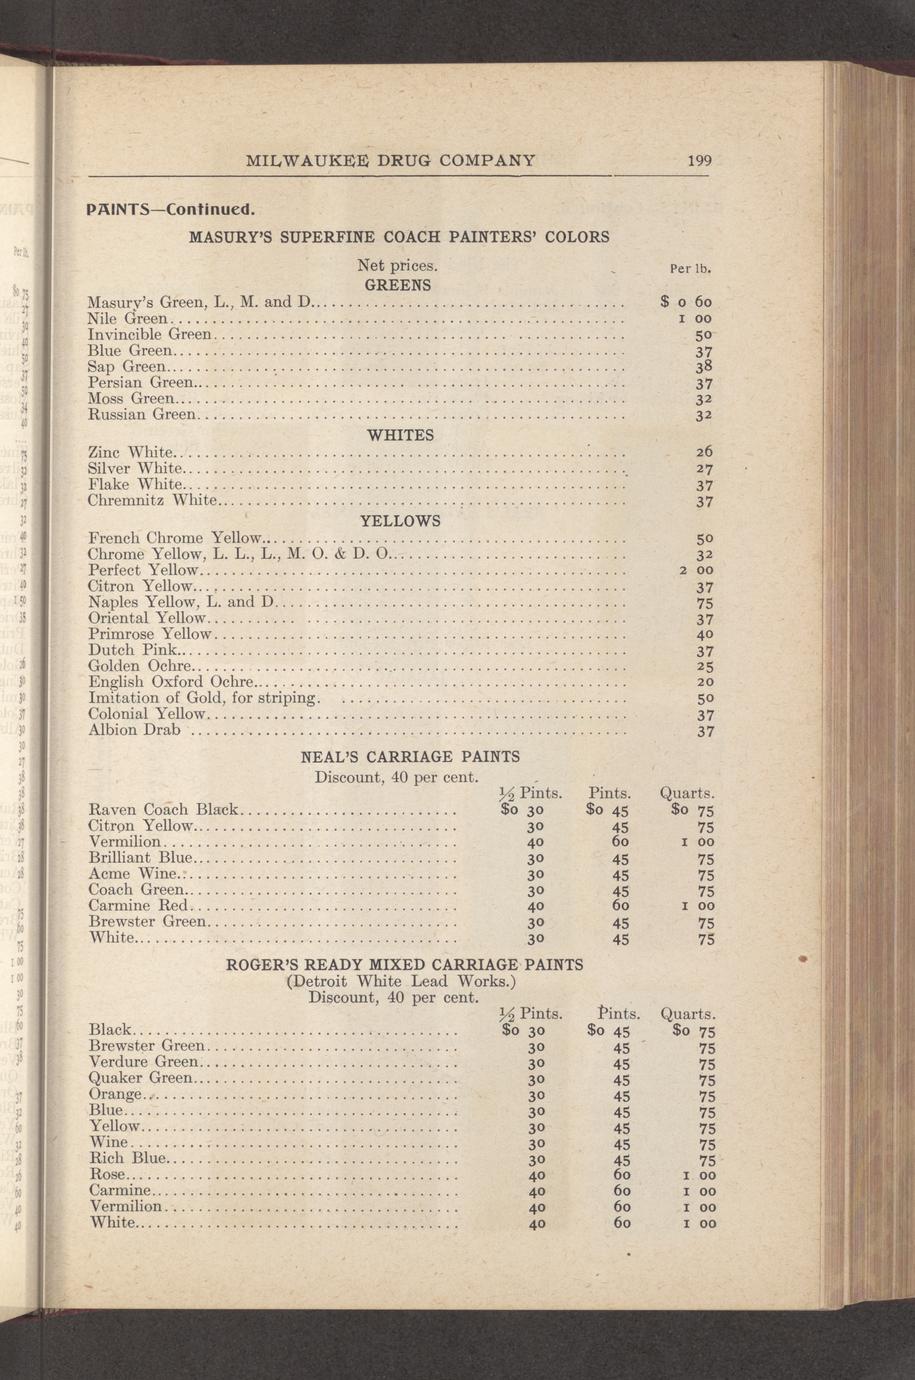 MILWAUKEE DRUG COMPANY 199
PAINTS—Continued.
MASURY'S SUPERFINE COACH PAINTERS' COLORS
Net prices. Per lb.
GREENS
Masury's Green, L., M. and D. $ 0 60
Nile Green 1 00
Invincible Green 50
Blue Green 37
Sap Green 38
Persian Green 37
Moss Green 32
Russian Green 32
WHITES
Zinc White 26
Silver White 27
Flake White 37
Chremnitz White 37
YELLOWS
French Chrome Yellow 50
Chrome Yellow, L. L., L., M. O. & D. O. 32
Perfect Yellow 2 00
Citron Yellow 37
Naples Yellow, L. and D 75
Oriental Yellow 37
Primrose Yellow 40
Dutch Pink 37
Golden Ochre 25
English Oxford Ochre 20
Imitation of Gold, for striping. 50
Colonial Yellow 37
Albion Drab 37
NEAL'S CARRIAGE PAINTS
Discount, 40 per cent.
½ Pints. Pints. Quarts.
Raven Coach Black $0 30 $0 45 $0 75
Citron Yellow 30 45 75
Vermilion 40 60 1 00
Brilliant Blue 30 45 75
Acme Wine 30 45 75
Coach Green 30 45 75
Carmine Red 40 60 1 00
Brewster Green 30 45 75
White 30 45 75
ROGER'S READY MIXED CARRIAGE PAINTS
(Detroit White Lead Works.)
Discount, 40 per cent.
½ Pints. Pints. Quarts.
Black $0 30 $0 45 $0 75
Brewster Green 30 45 75
Verdure Green 30 45 75
Quaker Green 30 45 75
Orange 30 45 75
Blue 30 45 75
Yellow 30 45 75
Wine 30 45 75
Rich Blue 30 45 75
Rose 40 60 1 00
Carmine 40 60 1 00
Vermilion 40 60 1 00
White 40 60 1 00